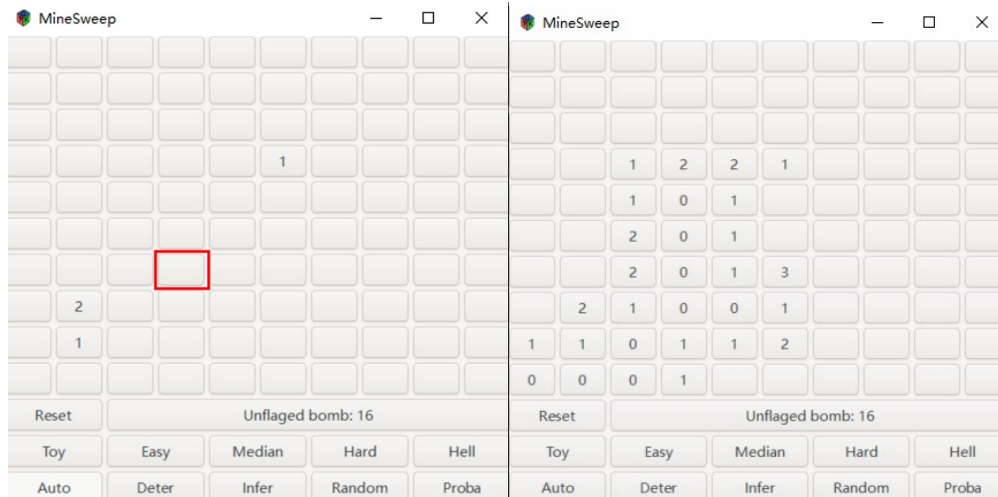 MineSweep
1
2
1
Reset Unflaged bomb: 16
Toy Easy Median Hard Hell
Auto Deter Infer Random Proba
MineSweep
1 2 2 1
1 0 1
2 0 1
2 0 1 3
2 1 0 0 1
1 1 0 1 1 2
0 0 0 1
Reset Unflaged bomb: 16
Toy Easy Median Hard Hell
Auto Deter Infer Random Proba